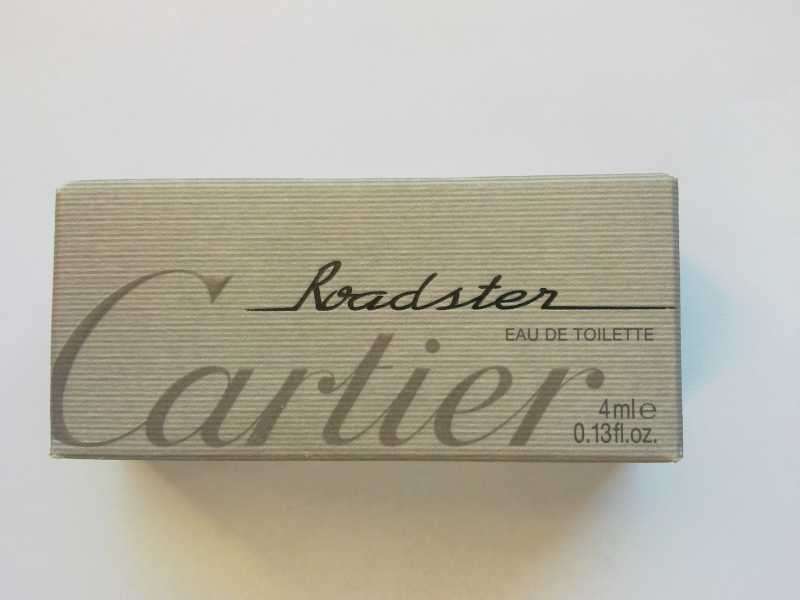 Roadster
EAU DE TOILETTE
Cartier
4ml℮
0.13fl.oz.